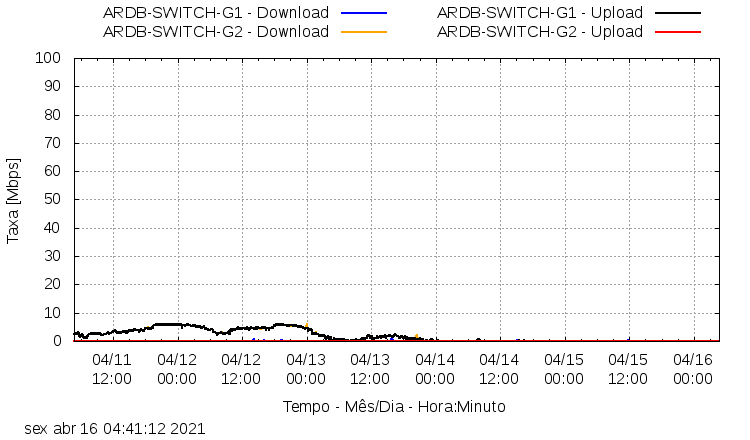 ARDB-SWITCH-G1 - Download ARDB-SWITCH-G1 - Upload
ARDB-SWITCH-G2 - Download ARDB-SWITCH-G2 - Upload
100
90
80
70
60
50
40
30
20
10
0
Taxa [Mbps]
04/11 04/12 04/12 04/13 04/13 04/14 04/14 04/15 04/15 04/16
12:00 00:00 12:00 00:00 12:00 00:00 12:00 00:00 12:00 00:00
Tempo - Mês/Dia - Hora:Minuto
sex abr 16 04:41:12 2021